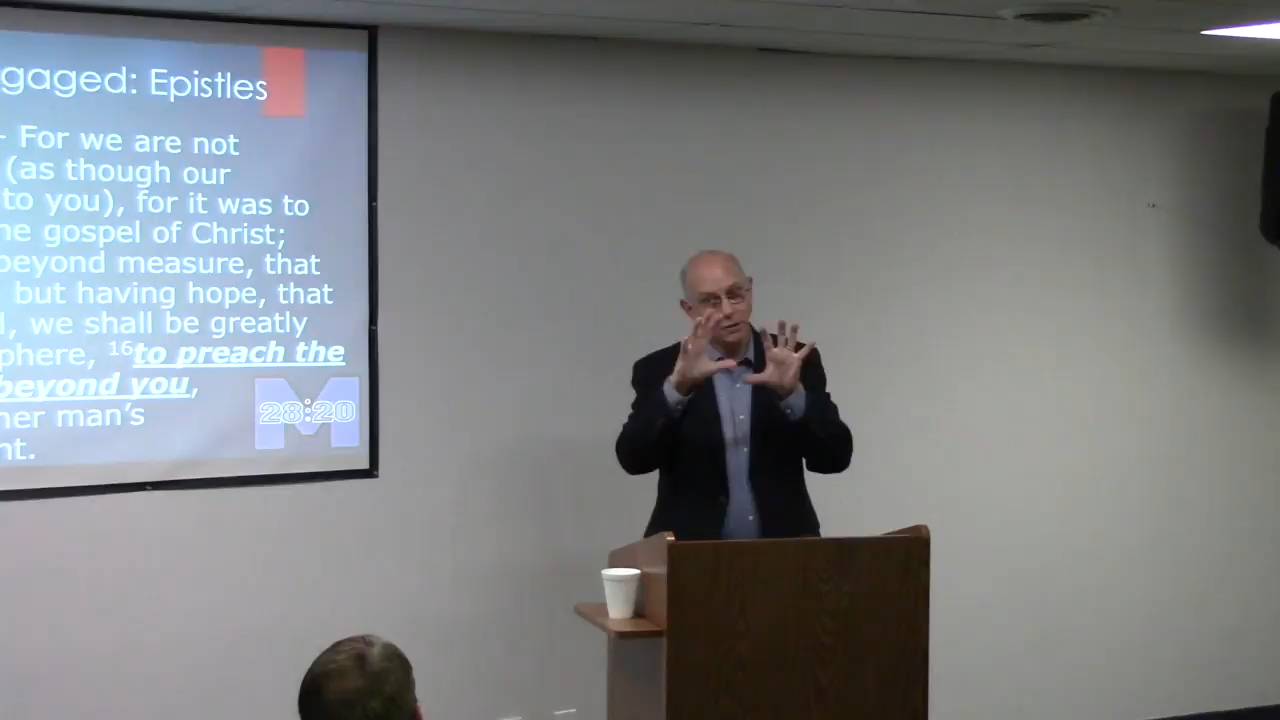 gaged: Epistles
- For we are not
(as though our
to you), for it was to
he gospel of Christ;
beyond measure, that
but having hope, that
, we shall be greatly
phere, 16to preach the
beyond you,
her man's
nt.
M
28:20